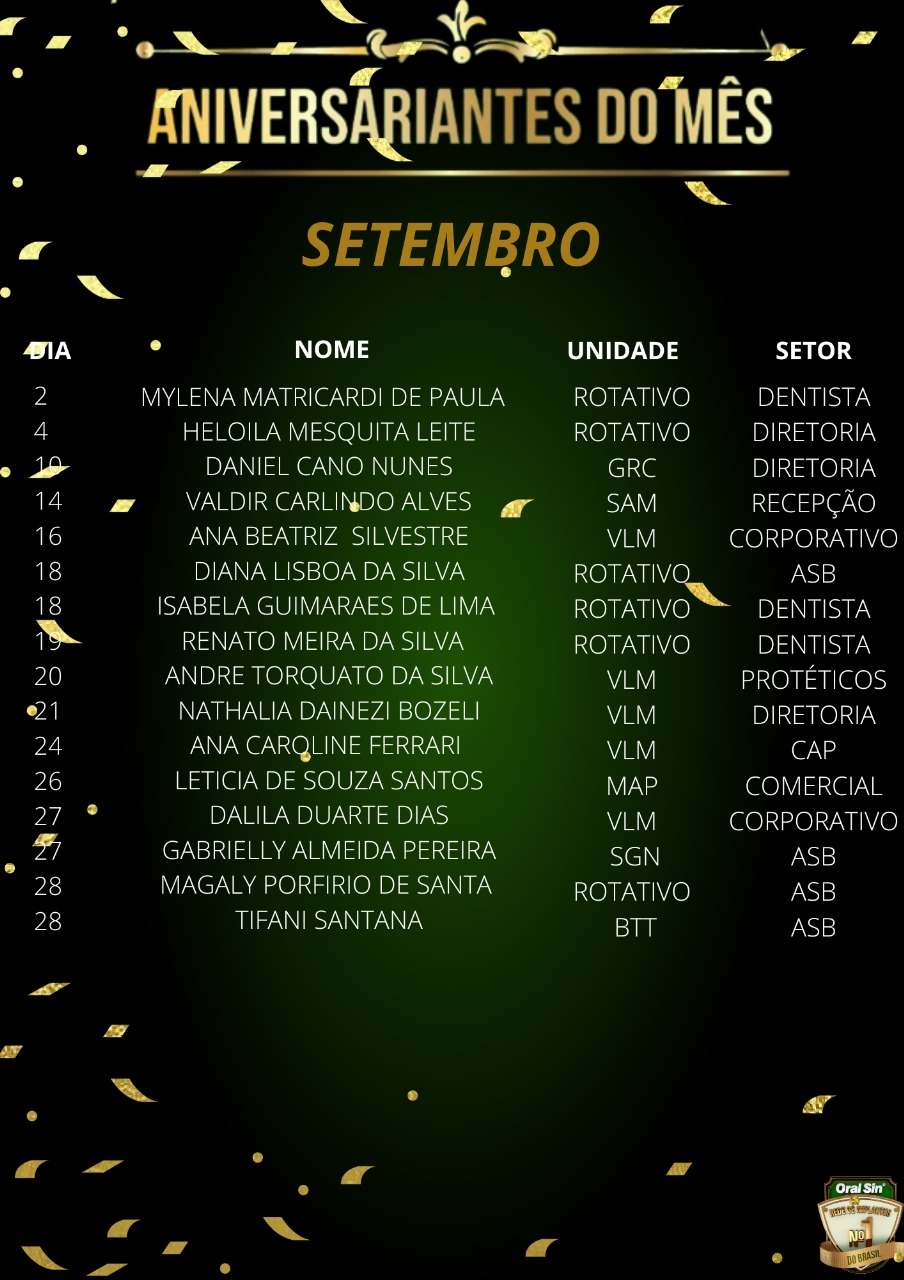 ANIVERSARIANTES DO MÊS
SETEMBRO
DIA NOME UNIDADE SETOR
2 MYLENA MATRICARDI DE PAULA ROTATIVO DENTISTA
4 HELOILA MESQUITA LEITE ROTATIVO DIRETORIA
10 DANIEL CANO NUNES GRC DIRETORIA
14 VALDIR CARLINDO ALVES SAM RECEPÇÃO
16 ANA BEATRIZ  SILVESTRE VLM CORPORATIVO
18 DIANA LISBOA DA SILVA ROTATIVO ASB
18 ISABELA GUIMARAES DE LIMA ROTATIVO DENTISTA
19 RENATO MEIRA DA SILVA ROTATIVO DENTISTA
20 ANDRE TORQUATO DA SILVA VLM PROTÉTICOS
21 NATHALIA DAINEZI BOZELI VLM DIRETORIA
24 ANA CAROLINE FERRARI VLM CAP
26 LETICIA DE SOUZA SANTOS MAP COMERCIAL
27 DALILA DUARTE DIAS VLM CORPORATIVO
27 GABRIELLY ALMEIDA PEREIRA SGN ASB
28 MAGALY PORFIRIO DE SANTA ROTATIVO ASB
28 TIFANI SANTANA BTT ASB
Oral Sin®
REDE DE IMPLANTES
Nº1
DO BRASIL